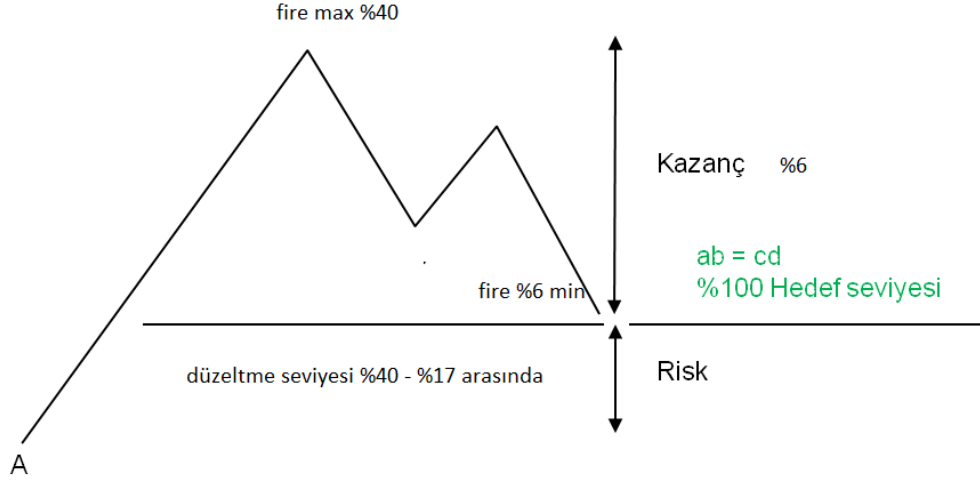 fire max %40
Kazanç %6
ab = cd
%100 Hedef seviyesi
fire %6 min
düzeltme seviyesi %40 - %17 arasında
Risk
A